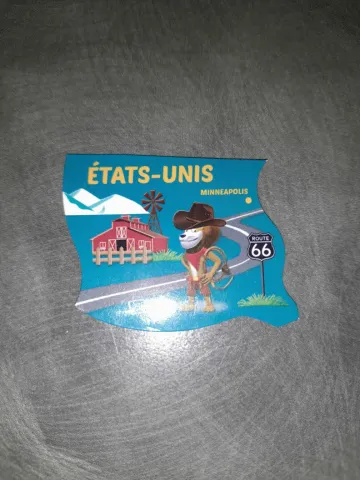 ÉTATS-UNIS
MINNEAPOLIS
ROUTE
66